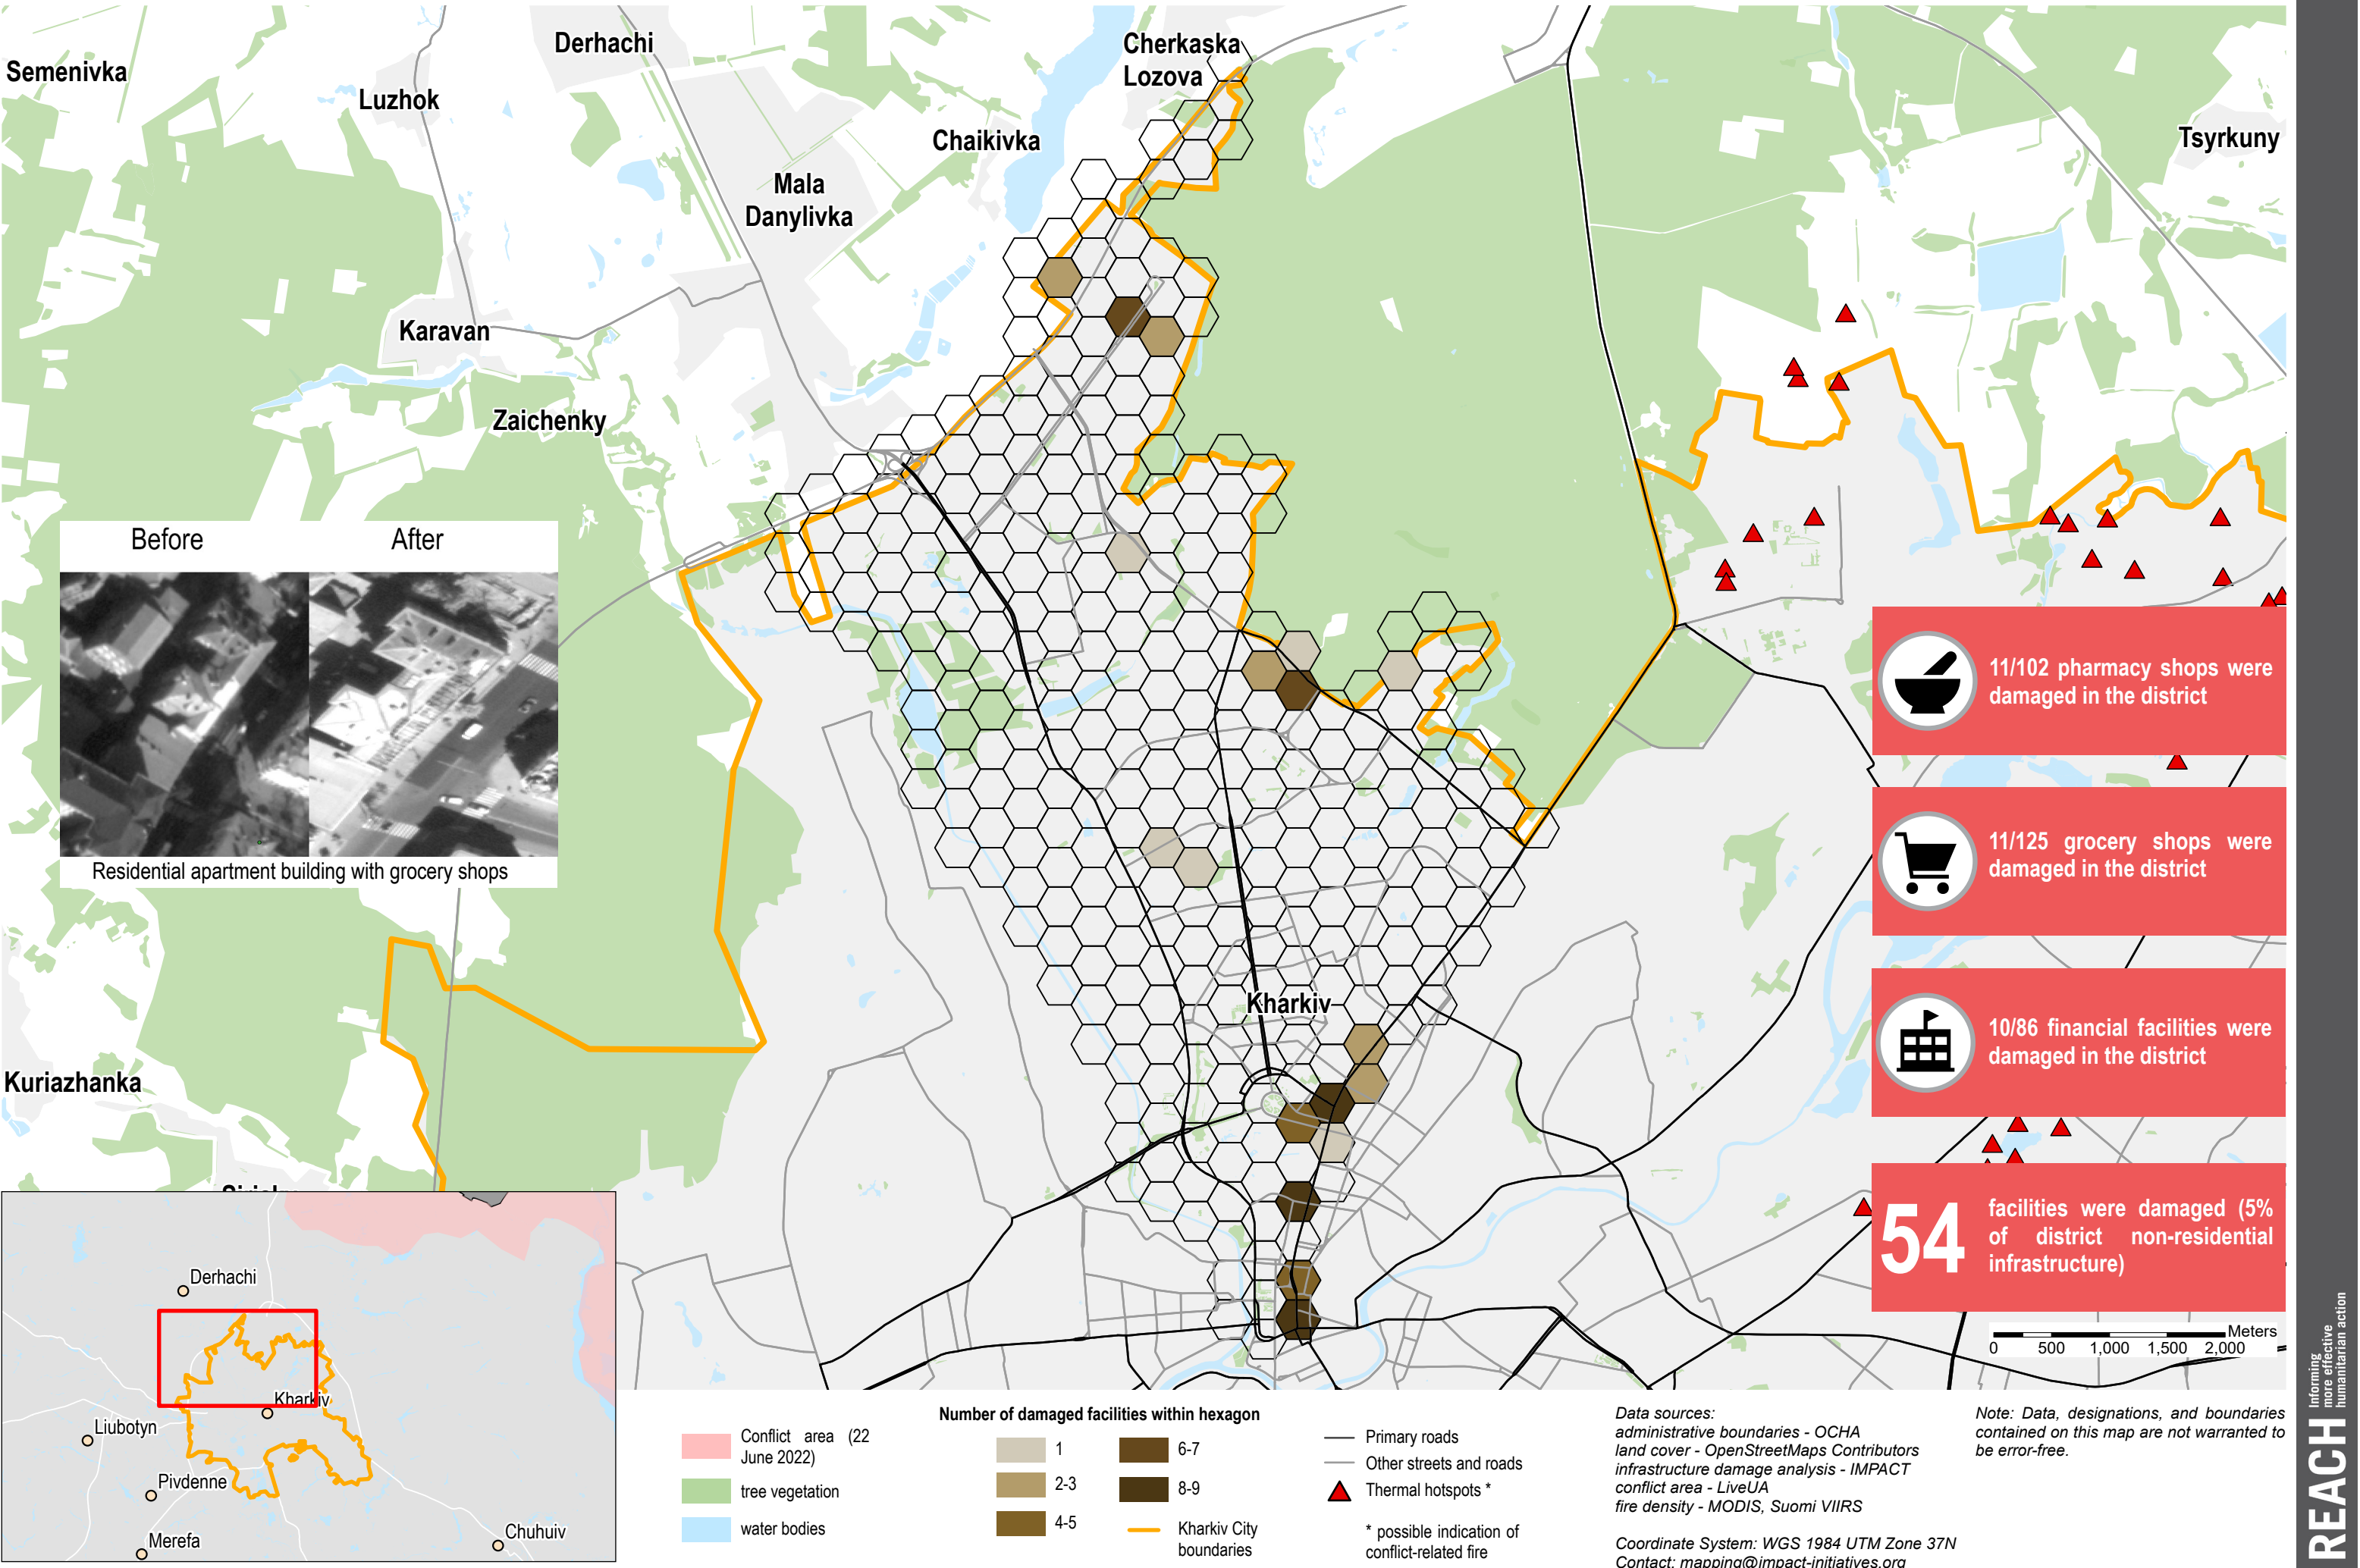 Semenivka
Derhachi
Luzhok
Cherkaska
Lozova
Chaikivka
Tsyrkuny
Mala
Danylivka
Karavan
Zaichenky
Before
After
Residential apartment building with grocery shops
11/102 pharmacy shops were
damaged in the district
11/125 grocery shops were
damaged in the district
Kharkiv
10/86 financial facilities were
damaged in the district
Kuriazhanka
54
facilities were damaged (5%
of district non-residential
infrastructure)
Meters
0 500 1,000 1,500 2,000
Derhachi
Kharkiv
Liubotyn
Pivdenne
Merefa
Chuhuiv
Conflict area (22
June 2022)
tree vegetation
water bodies
Number of damaged facilities within hexagon
1
2-3
4-5
6-7
8-9
Kharkiv City
boundaries
Primary roads
Other streets and roads
Thermal hotspots *
* possible indication of
conflict-related fire
Data sources:
administrative boundaries - OCHA
land cover - OpenStreetMaps Contributors
infrastructure damage analysis - IMPACT
conflict area - LiveUA
fire density - MODIS, Suomi VIIRS
Coordinate System: WGS 1984 UTM Zone 37N
Contact: mapping@impact-initiatives.org
Note: Data, designations, and boundaries
contained on this map are not warranted to
be error-free.
REACH
Informing
more effective
humanitarian action